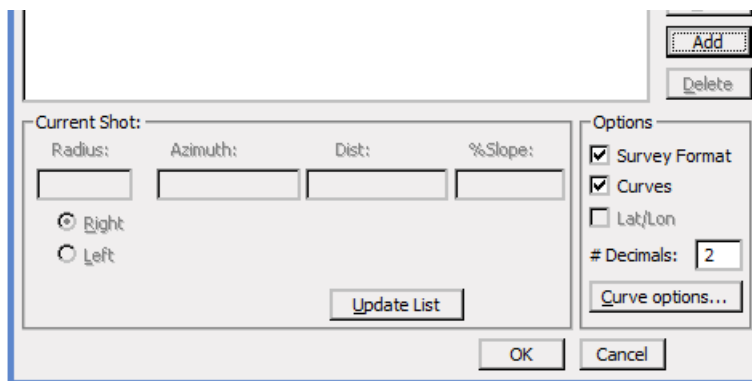 Add
Delete
Current Shot:
Radius: Azimuth: Dist: %Slope:
Right
Left
Update List
Options
Survey Format
Curves
Lat/Lon
# Decimals: 2
Curve options...
OK Cancel